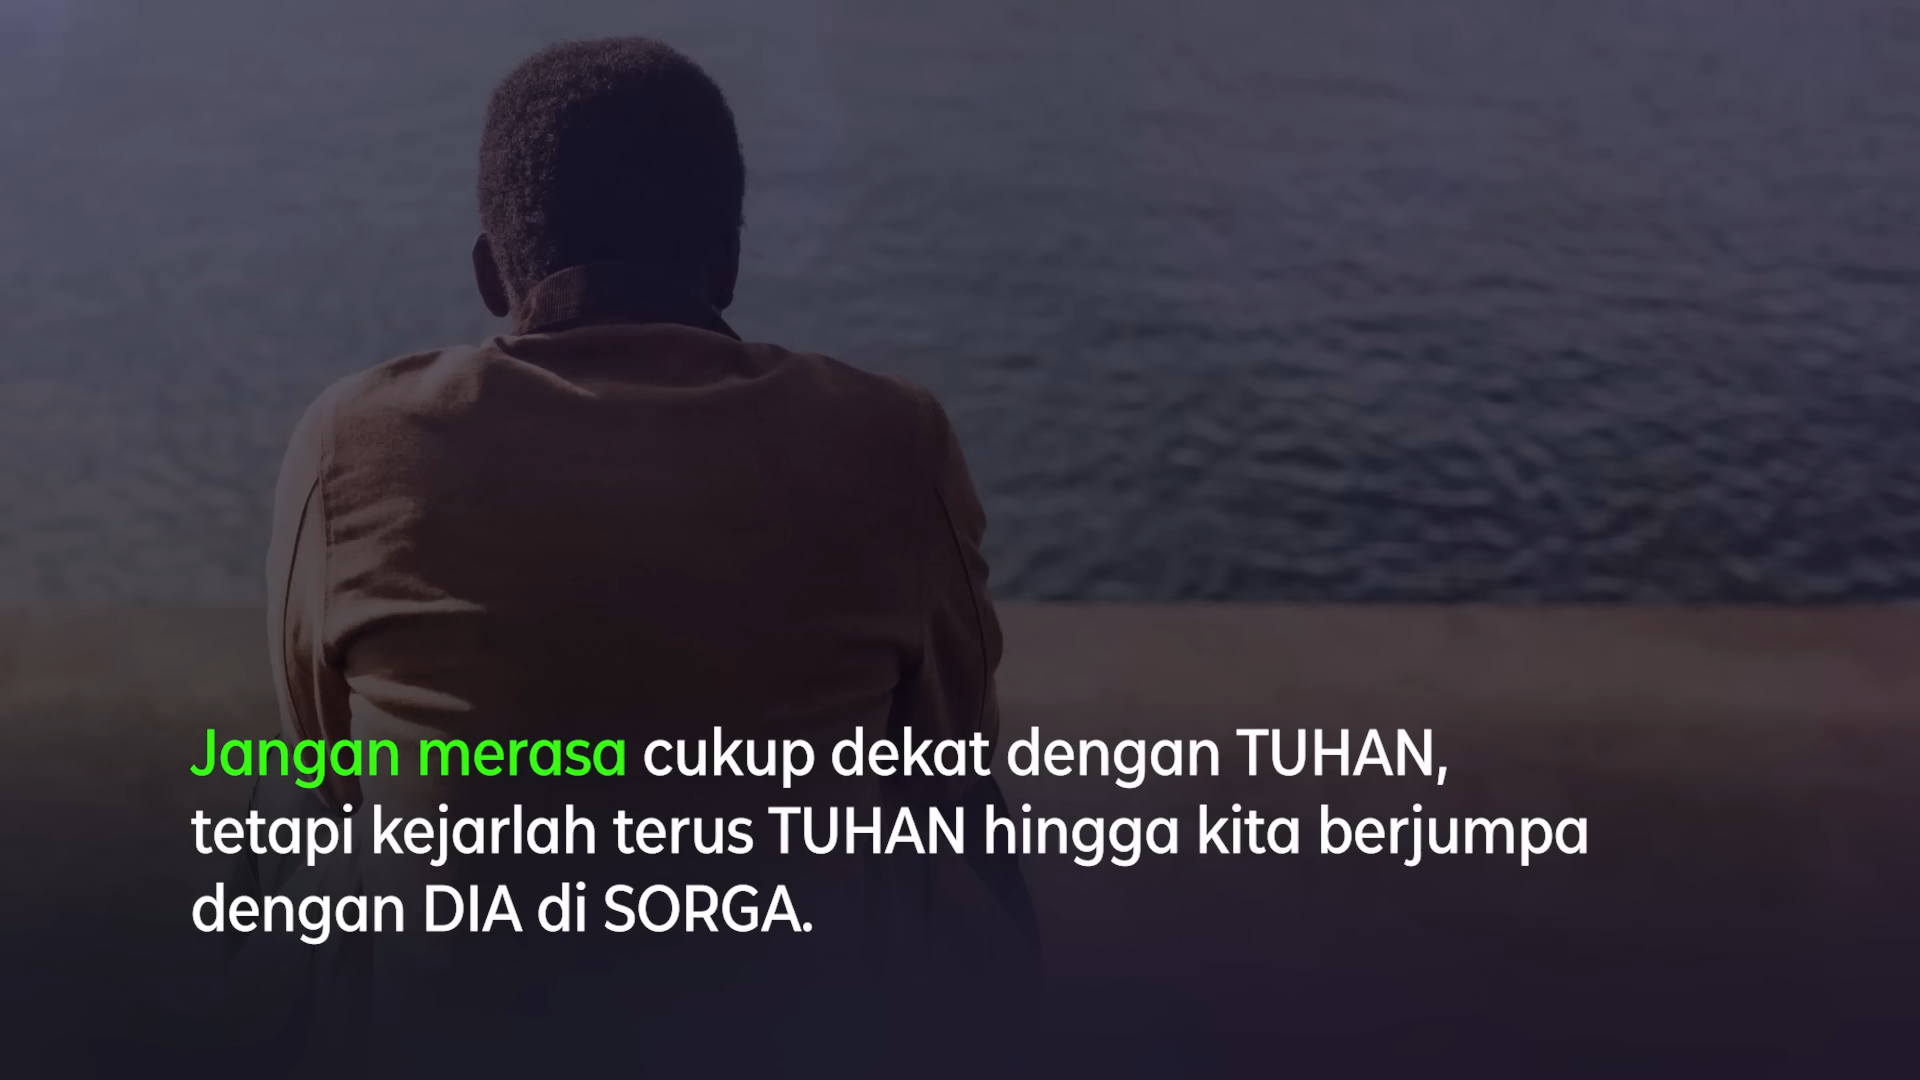 Jangan merasa cukup dekat dengan TUHAN,
tetapi kejarlah terus TUHAN hingga kita berjumpa
dengan DIA di SORGA.